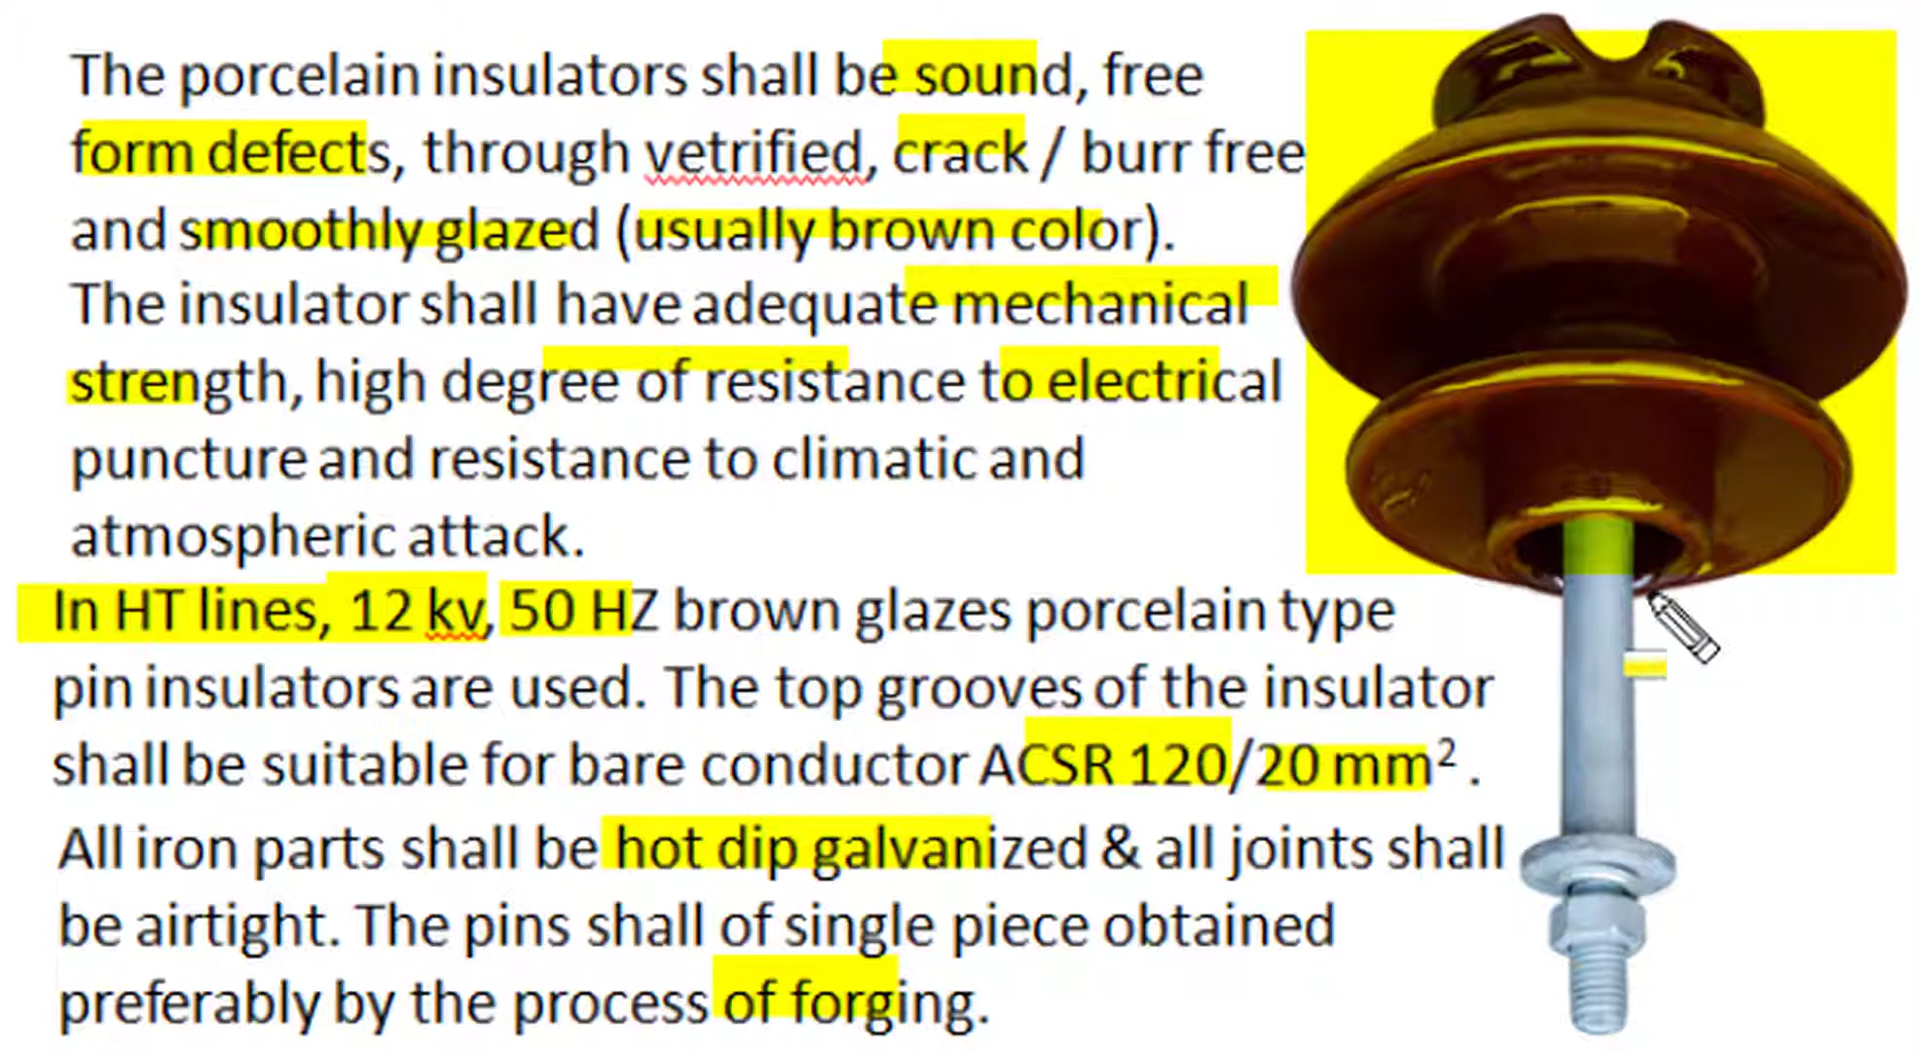 The porcelain insulators shall be sound, free
form defects, through vetrified, crack / burr free
and smoothly glazed (usually brown color).
The insulator shall have adequate mechanical
strength, high degree of resistance to electrical
puncture and resistance to climatic and
atmospheric attack.
In HT lines, 12 kv, 50 HZ brown glazes porcelain type
pin insulators are used. The top grooves of the insulator
shall be suitable for bare conductor ACSR 120/20 mm².
All iron parts shall be hot dip galvanized & all joints shall
be airtight. The pins shall of single piece obtained
preferably by the process of forging.